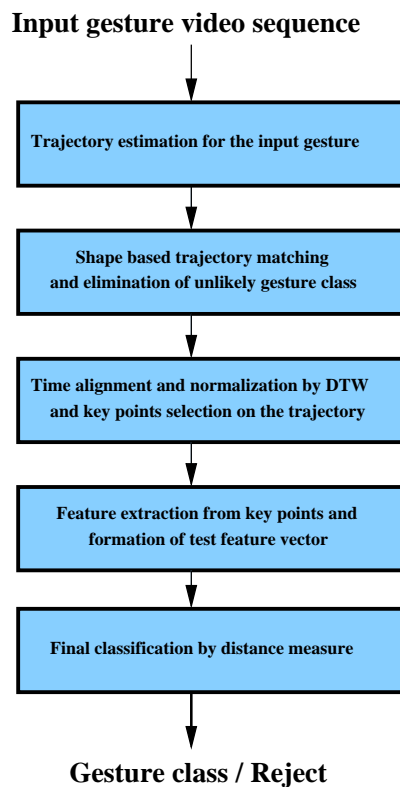 Input gesture video sequence
Trajectory estimation for the input gesture
Shape based trajectory matching
and elimination of unlikely gesture class
Time alignment and normalization by DTW
and key points selection on the trajectory
Feature extraction from key points and
formation of test feature vector
Final classification by distance measure
Gesture class / Reject